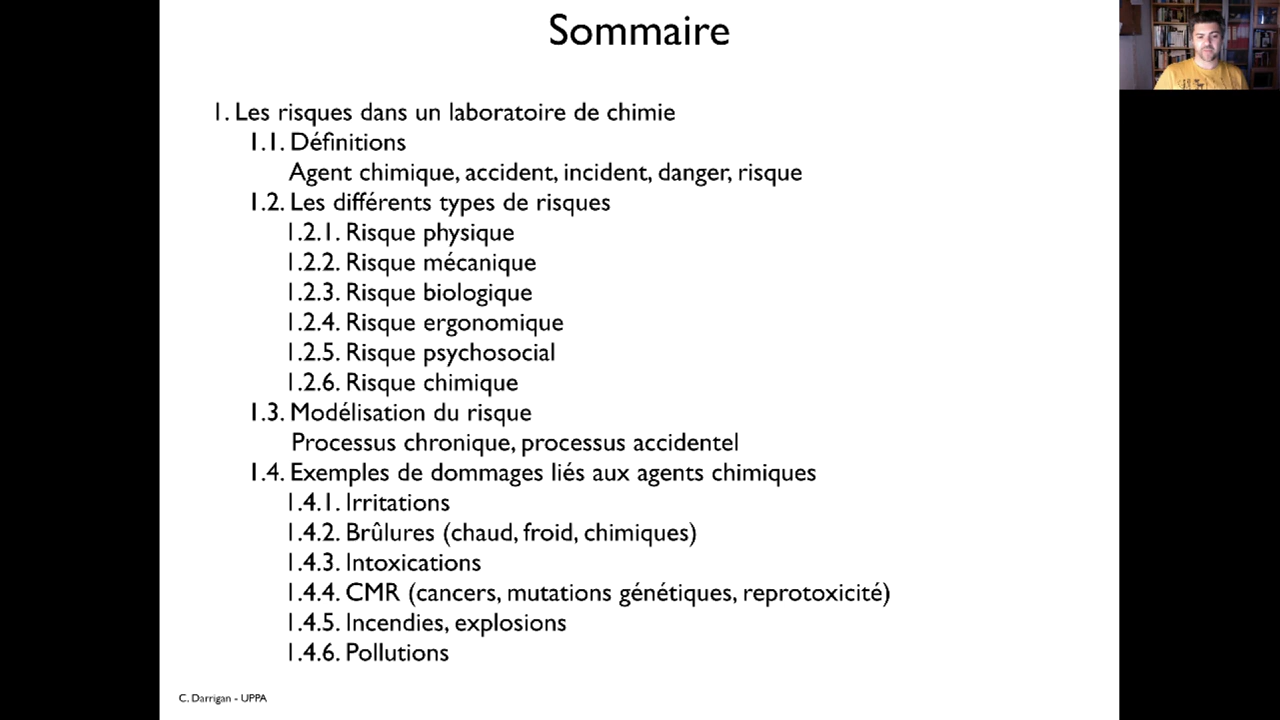 Sommaire
1. Les risques dans un laboratoire de chimie
1.1. Définitions
Agent chimique, accident, incident, danger, risque
1.2. Les différents types de risques
1.2.1. Risque physique
1.2.2. Risque mécanique
1.2.3. Risque biologique
1.2.4. Risque ergonomique
1.2.5. Risque psychosocial
1.2.6. Risque chimique
1.3. Modélisation du risque
Processus chronique, processus accidentel
1.4. Exemples de dommages liés aux agents chimiques
1.4.1. Irritations
1.4.2. Brûlures (chaud, froid, chimiques)
1.4.3. Intoxications
1.4.4. CMR (cancers, mutations génétiques, reprotoxicité)
1.4.5. Incendies, explosions
1.4.6. Pollutions
C. Darrigan - UPPA